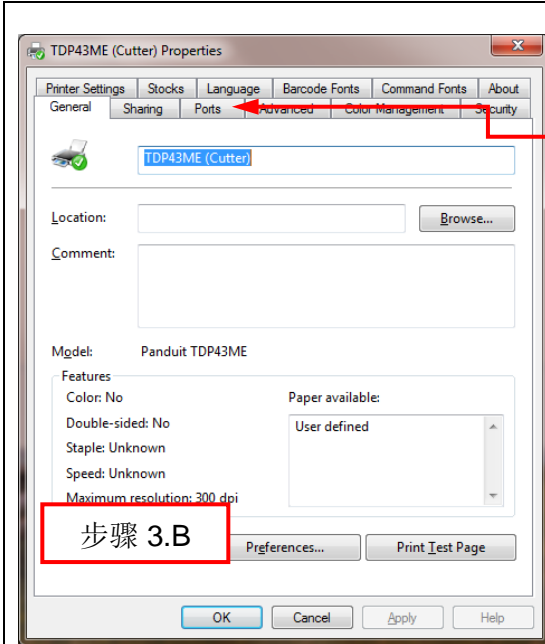 TDP43ME (Cutter) Properties
Printer Settings Stocks Language Barcode Fonts Command Fonts About
General Sharing Ports Advanced Color Management Security
TDP43ME (Cutter)
Location:
Browse...
Comment:
Model: Panduit TDP43ME
Features
Color: No Paper available:
Double-sided: No User defined
Staple: Unknown
Speed: Unknown
Maximum resolution: 300 dpi
步骤 3.B
Preferences... Print Test Page
OK Cancel Apply Help